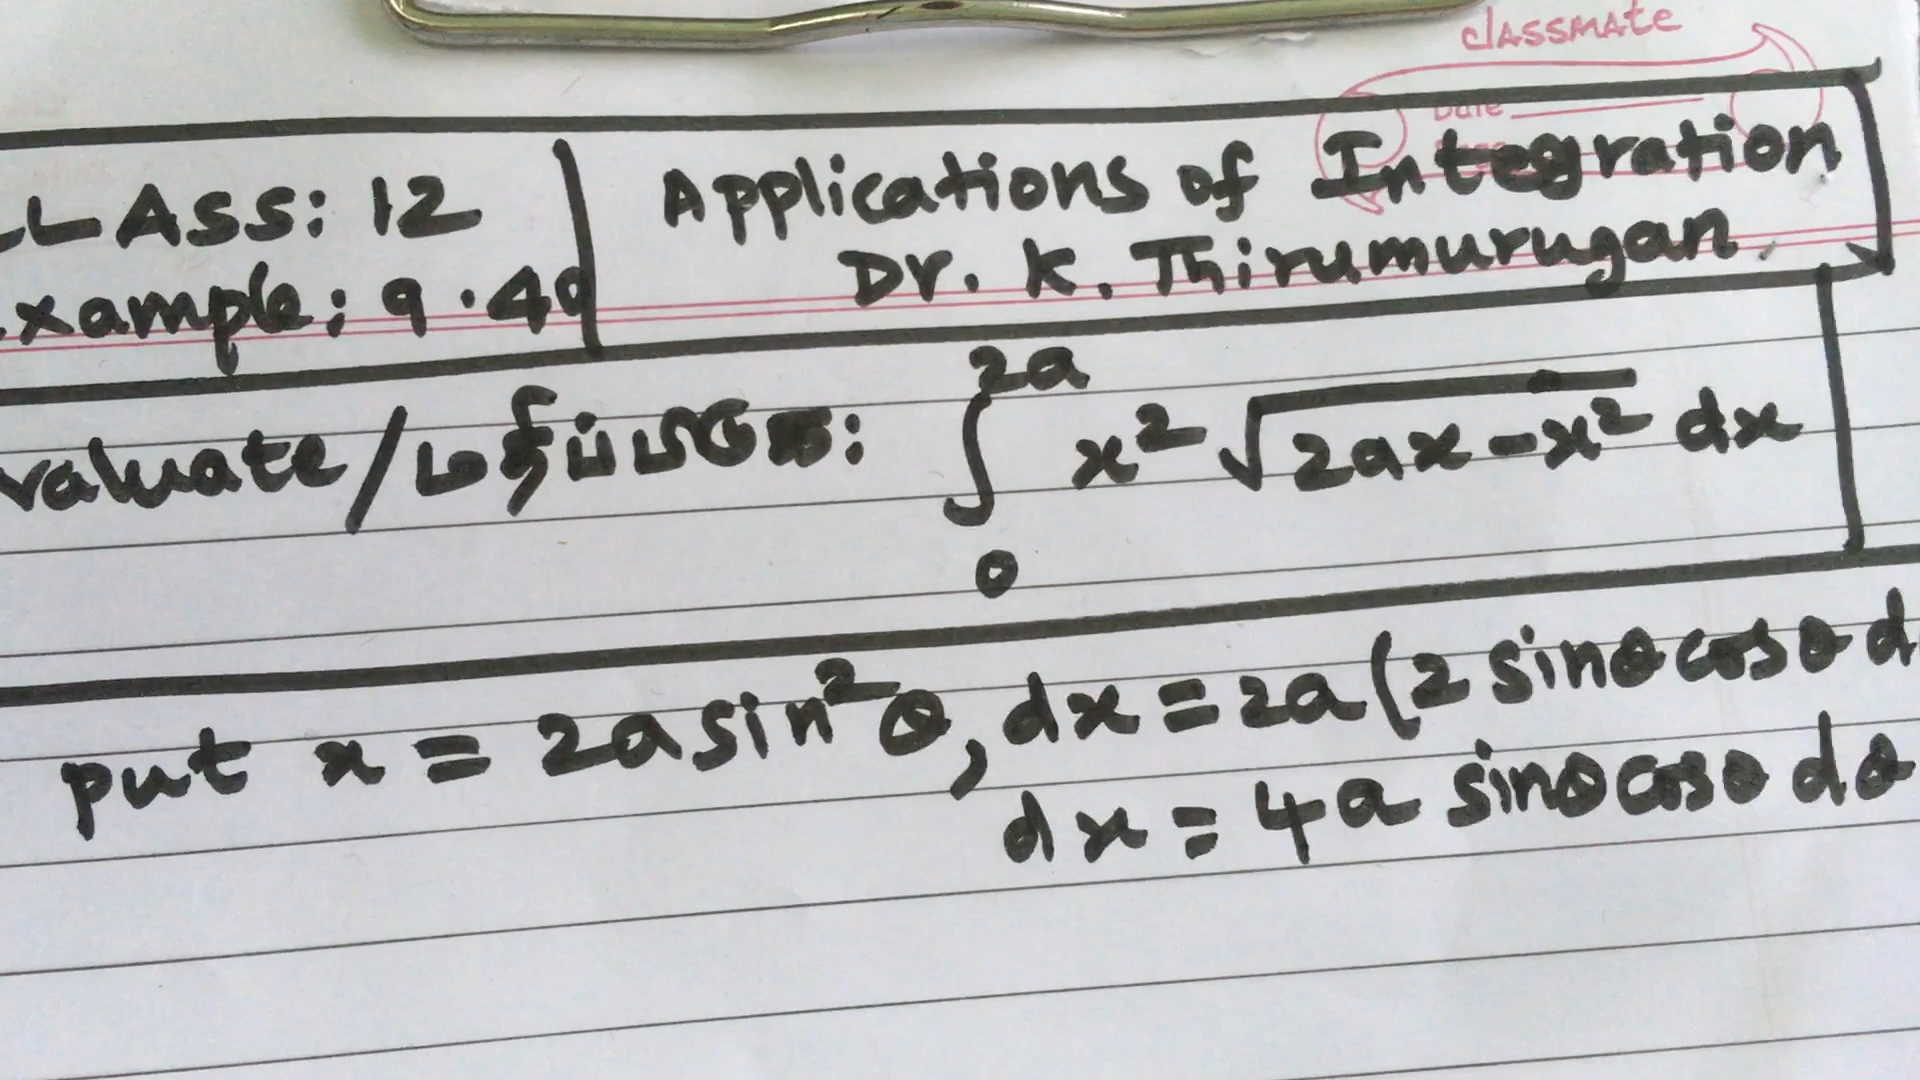 classmate
Date
LASS: 12
Applications of Integration
xample: 9.40
Dr. K. Thirumurugan
valuate/மதிப்பிடுக: ∫₀²ᵃ x² √(2ax-x²) dx
put x = 2a sin²θ, dx = 2a (2 sinθ cosθ d
dx = 4a sinθ cosθ dθ